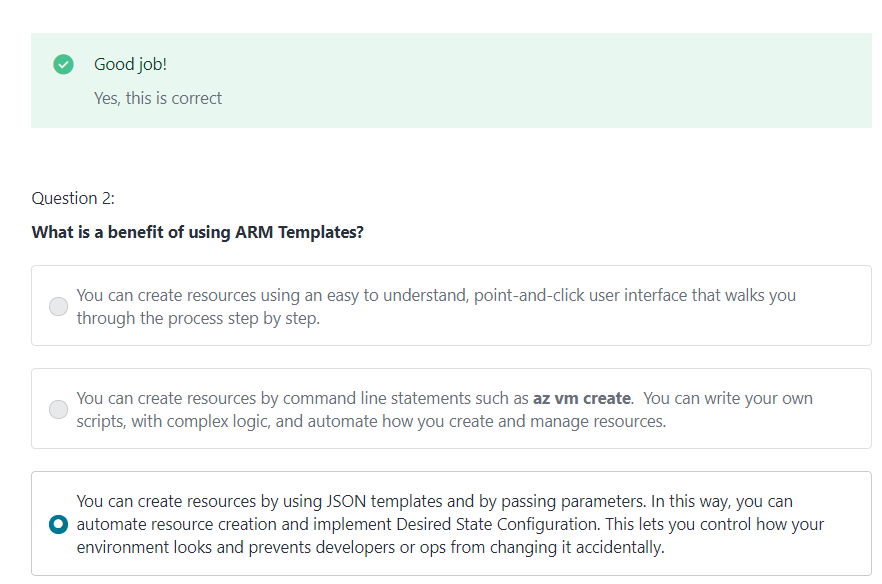 Good job!
Yes, this is correct
Question 2:
What is a benefit of using ARM Templates?
You can create resources using an easy to understand, point-and-click user interface that walks you
through the process step by step.
You can create resources by command line statements such as az vm create.  You can write your own
scripts, with complex logic, and automate how you create and manage resources.
You can create resources by using JSON templates and by passing parameters. In this way, you can
automate resource creation and implement Desired State Configuration. This lets you control how your
environment looks and prevents developers or ops from changing it accidentally.